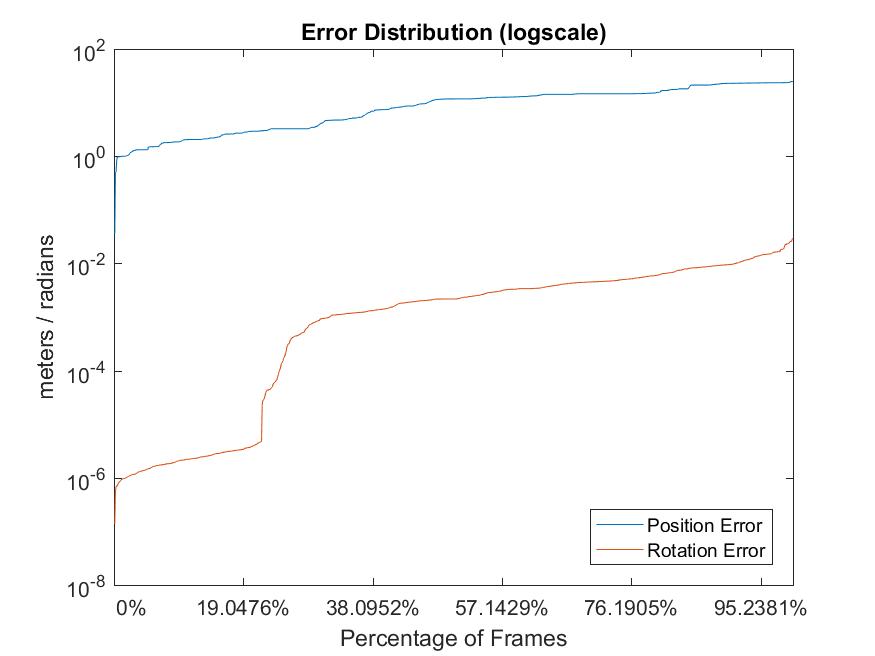 Error Distribution (logscale)
10^2
10^0
10^-2
10^-4
10^-6
10^-8
meters / radians
Position Error
Rotation Error
0% 19.0476% 38.0952% 57.1429% 76.1905% 95.2381%
Percentage of Frames